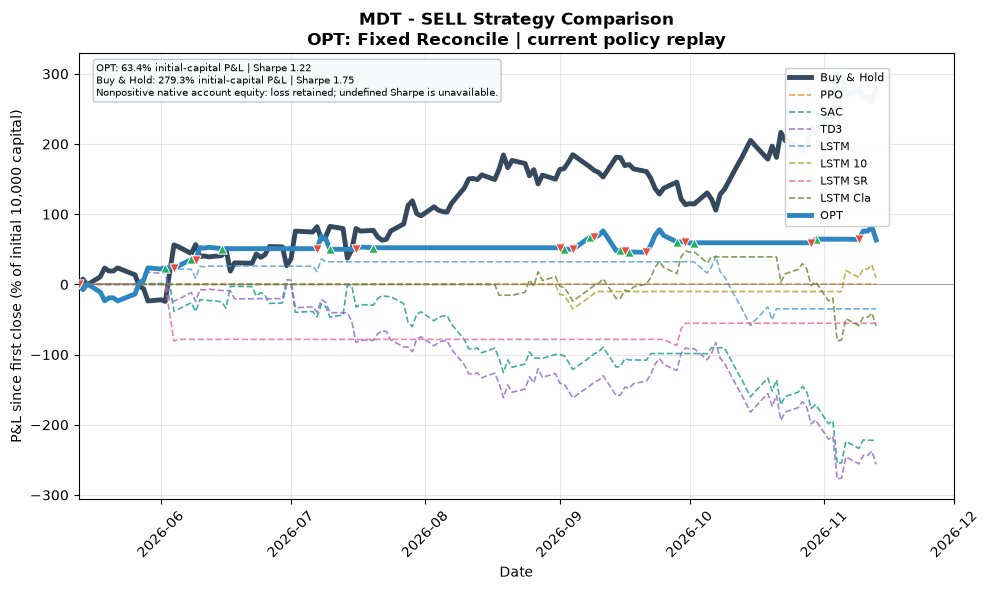 MDT - SELL Strategy Comparison
OPT: Fixed Reconcile | current policy replay
OPT: 63.4% initial-capital P&L | Sharpe 1.22
Buy & Hold: 279.3% initial-capital P&L | Sharpe 1.75
Nonpositive native account equity: loss retained; undefined Sharpe is unavailable.
Buy & Hold
PPO
SAC
TD3
LSTM
LSTM 10
LSTM SR
LSTM Cla
OPT
P&L since first close (% of initial 10,000 capital)
300
200
100
0
−100
−200
−300
2026-06
2026-07
2026-08
2026-09
2026-10
2026-11
2026-12
Date